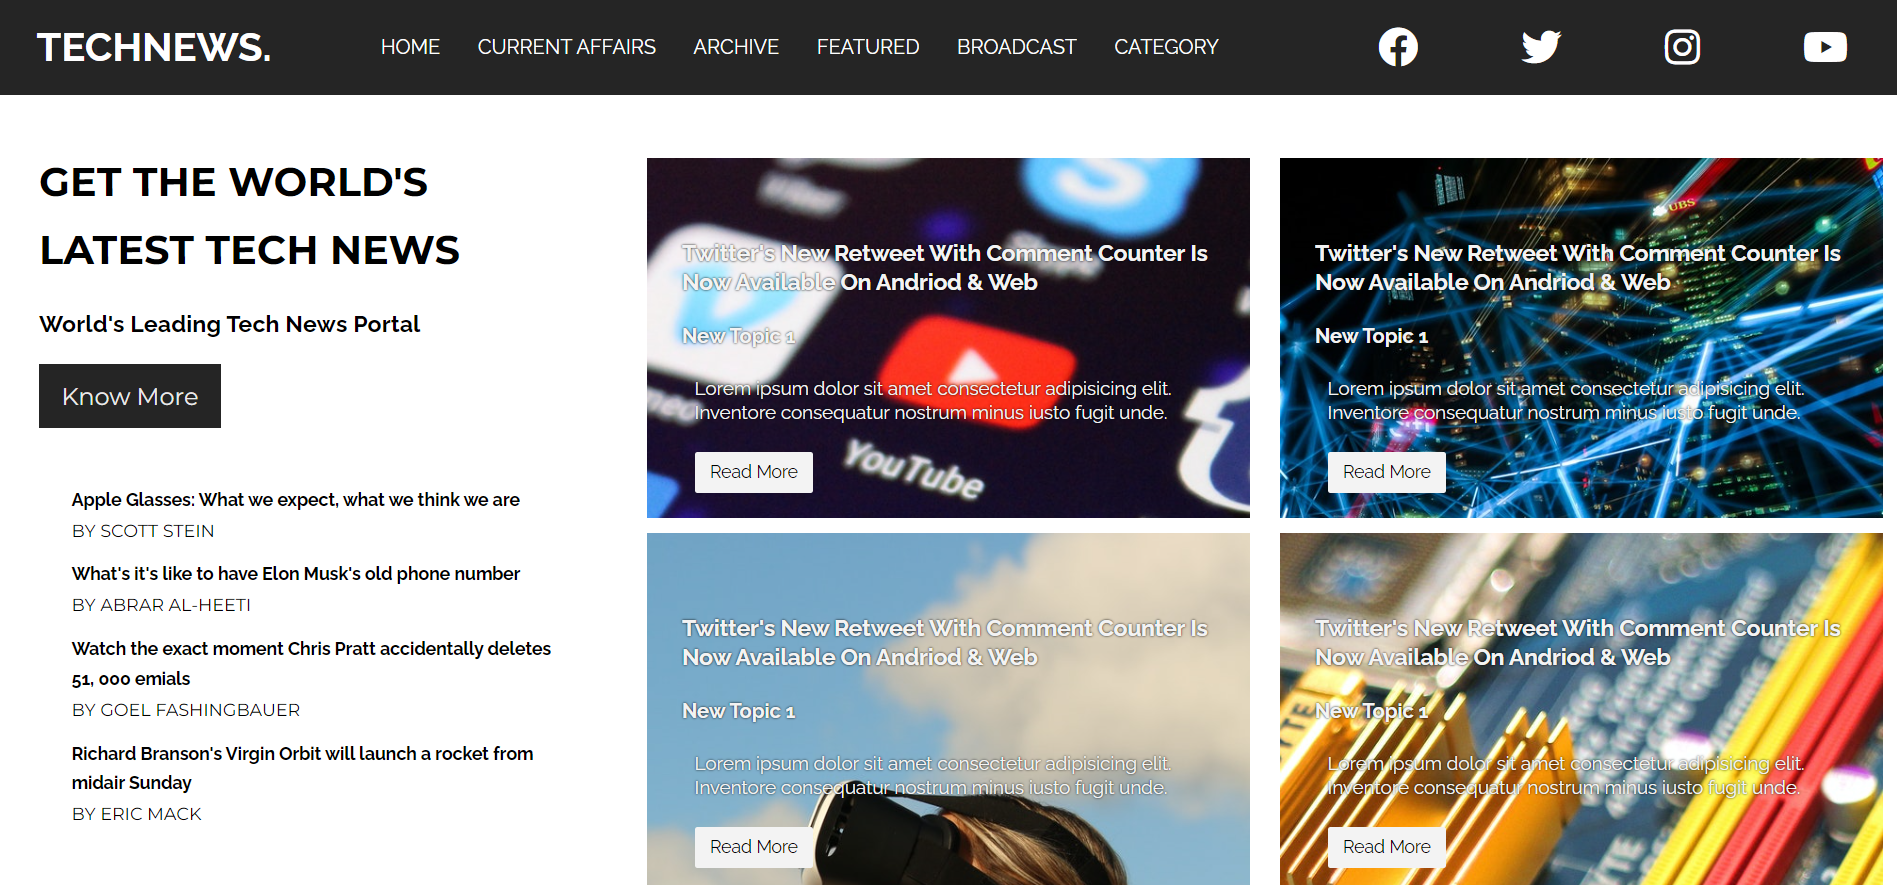 TECHNEWS.
HOME CURRENT AFFAIRS ARCHIVE FEATURED BROADCAST CATEGORY
GET THE WORLD'S
LATEST TECH NEWS
World's Leading Tech News Portal
Know More
Apple Glasses: What we expect, what we think we are
BY SCOTT STEIN
What's it's like to have Elon Musk's old phone number
BY ABRAR AL-HEETI
Watch the exact moment Chris Pratt accidentally deletes
51, 000 emials
BY GOEL FASHINGBAUER
Richard Branson's Virgin Orbit will launch a rocket from
midair Sunday
BY ERIC MACK
Uber
Twitter's New Retweet With Comment Counter Is
Now Available On Andriod & Web
New Topic 1
Lorem ipsum dolor sit amet consectetur adipisicing elit.
Inventore consequatur nostrum minus iusto fugit unde.
YouTube
Read More
UBS
Twitter's New Retweet With Comment Counter Is
Now Available On Andriod & Web
New Topic 1
Lorem ipsum dolor sit amet consectetur adipisicing elit.
Inventore consequatur nostrum minus iusto fugit unde.
Read More
Twitter's New Retweet With Comment Counter Is
Now Available On Andriod & Web
New Topic 1
Lorem ipsum dolor sit amet consectetur adipisicing elit.
Inventore consequatur nostrum minus iusto fugit unde.
Read More
Twitter's New Retweet With Comment Counter Is
Now Available On Andriod & Web
New Topic 1
Lorem ipsum dolor sit amet consectetur adipisicing elit.
Inventore consequatur nostrum minus iusto fugit unde.
Read More